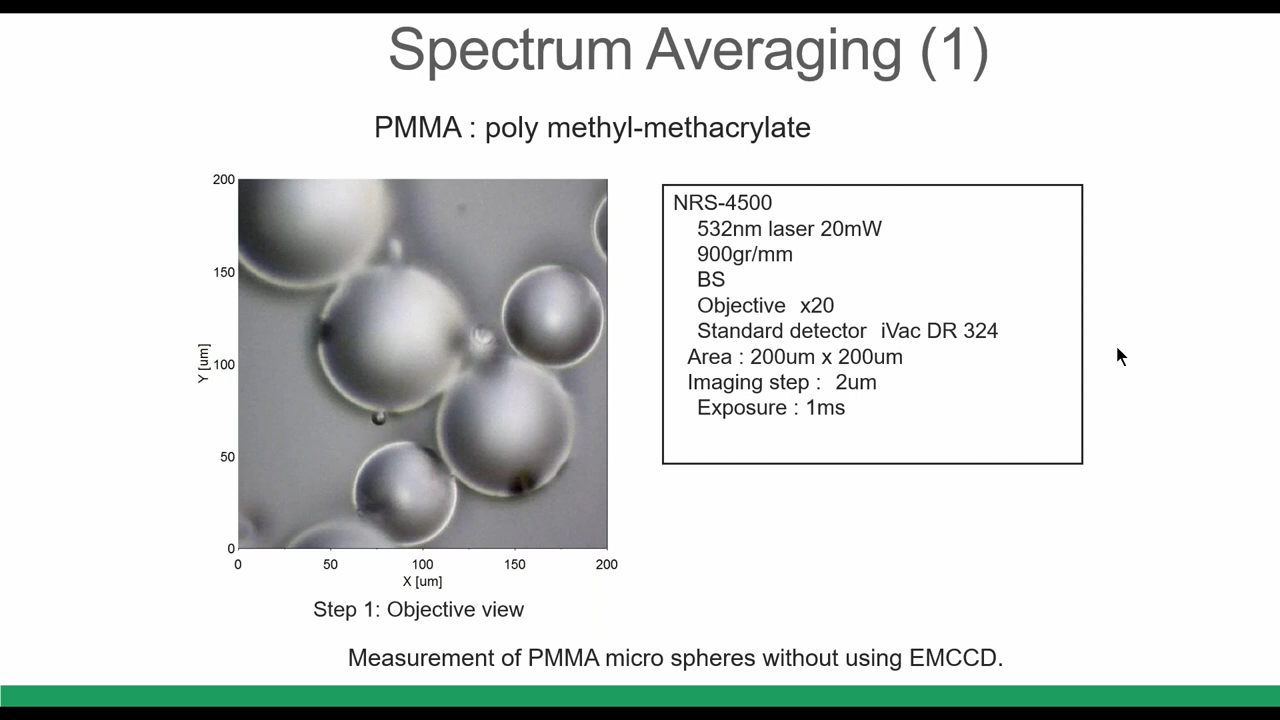 Spectrum Averaging (1)
PMMA : poly methyl-methacrylate
200
150
100
50
0
Y [um]
0 50 100 150 200
X [um]
Step 1: Objective view
NRS-4500
532nm laser 20mW
900gr/mm
BS
Objective x20
Standard detector iVac DR 324
Area : 200um x 200um
Imaging step : 2um
Exposure : 1ms
Measurement of PMMA micro spheres without using EMCCD.